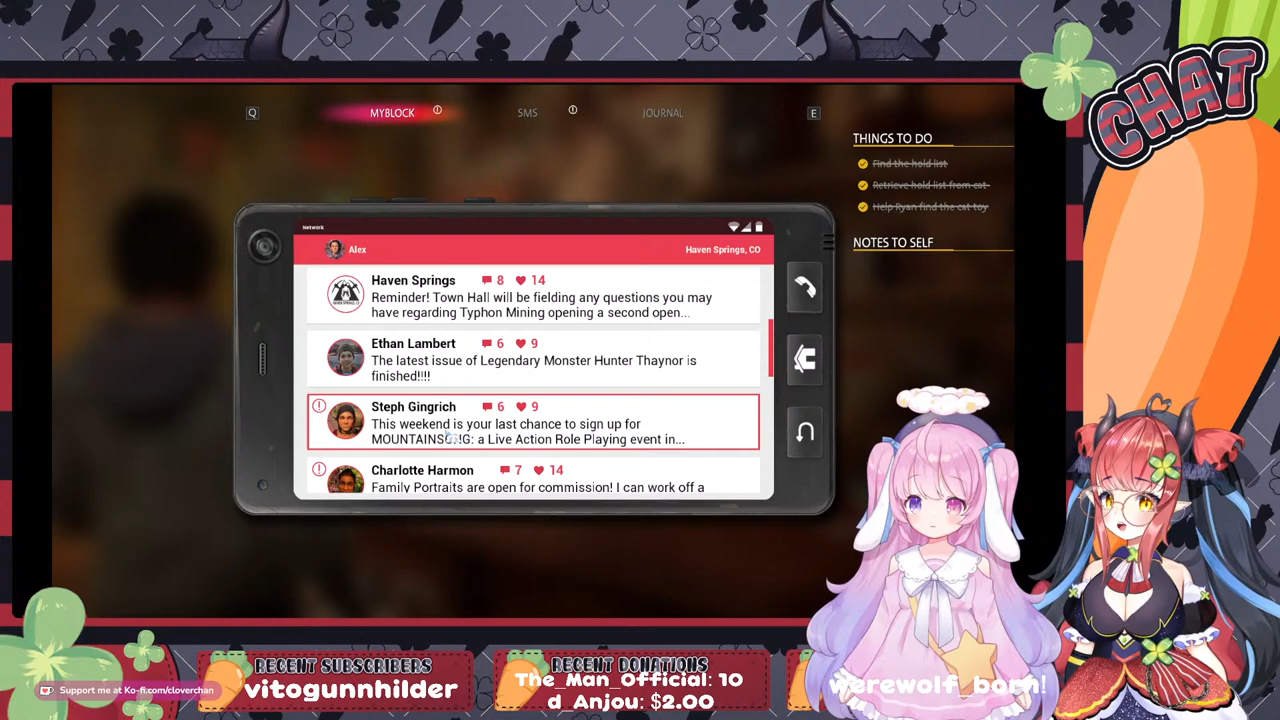 CHAT
Q
MYBLOCK
SMS
JOURNAL
E
THINGS TO DO
Find the hold list
Retrieve hold list from cat
Help Ryan find the cat toy
NOTES TO SELF
Network
Alex
Haven Springs, CO
Haven Springs 8 14
Reminder! Town Hall will be fielding any questions you may
have regarding Typhon Mining opening a second open...
Ethan Lambert 6 9
The latest issue of Legendary Monster Hunter Thaynor is
finished!!!!
Steph Gingrich 6 9
This weekend is your last chance to sign up for
a Live Action Role Playing event in...
Charlotte Harmon 7 14
Family Portraits are open for commission! I can work off a
Support me at Ko-fi.com/cloverchan
RECENT SUBSCRIBERS
vitogunnhilder
RECENT DONATIONS
The_Man_Official: 10
d_Anjou: $2.00
werewolf_born!